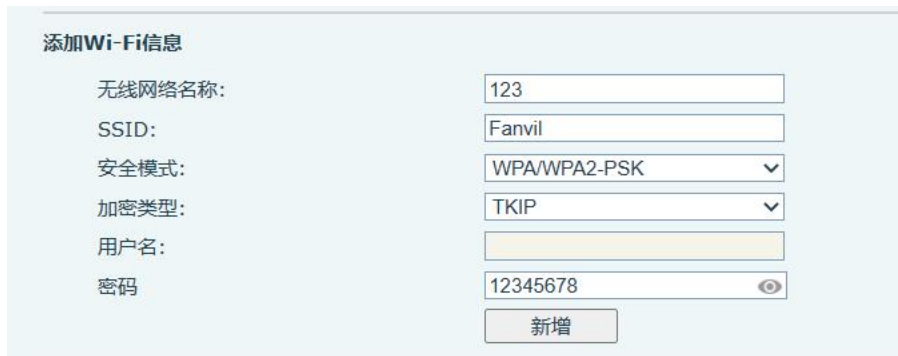 添加Wi-Fi信息
无线网络名称: 123
SSID: Fanvil
安全模式: WPA/WPA2-PSK
加密类型: TKIP
用户名:
密码 12345678
新增